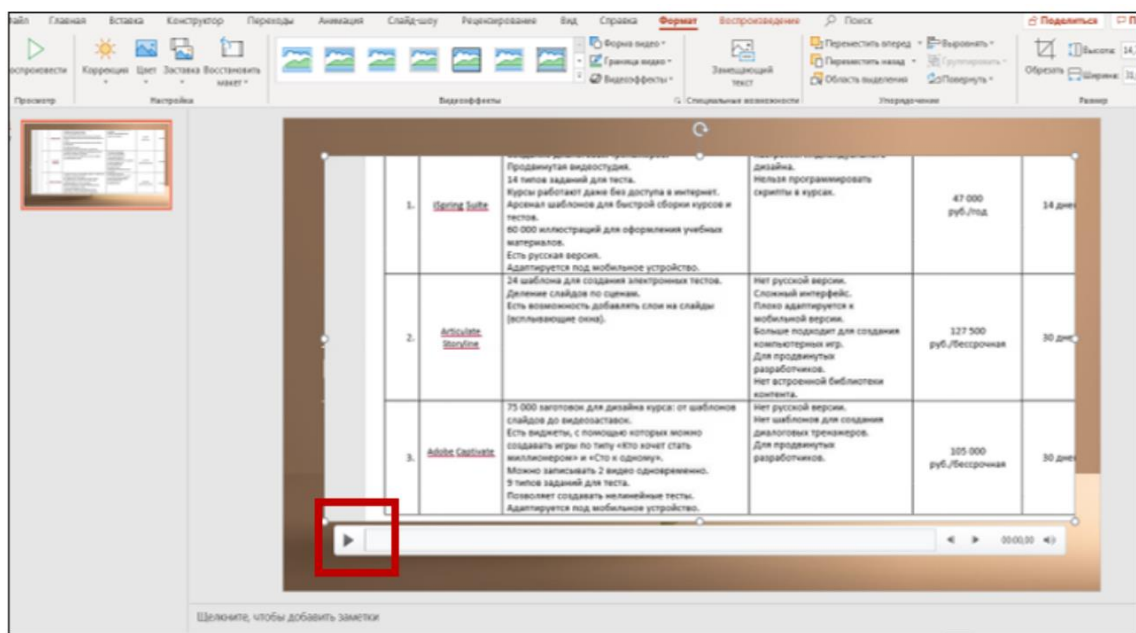 айл Главная Вставка Конструктор Переходы Анимация Слайд-шоу Рецензирование Вид Справка Формат Воспроизведение Поиск Поделиться П
оспроизвести
Коррекция Цвет Заставка Восстановить
макет
Форма видео
Граница видео
Видеоэффекты
Замещающий
текст
Переместить вперед
Переместить назад
Область выделения
Выровнять
Группировать
Повернуть
Обрезать
Высота: 14,
Ширина: 31,
Просмотр Настройка Видеоэффекты Специальные возможности Упорядочение Размер
1.
iSpring Suite
Продвинутая видеостудия.
14 типов заданий для теста.
Курсы работают даже без доступа в интернет.
Арсенал шаблонов для быстрой сборки курсов и
тестов.
60 000 иллюстраций для оформления учебных
материалов.
Есть русская версия.
Адаптируется под мобильное устройство.
дизайна.
Нельзя программировать
скрипты в курсах.
47 000
руб./год
14 дне
2.
Articulate
Storyline
24 шаблона для создания электронных тестов.
Деление слайдов по сценам.
Есть возможность добавлять слои на слайды
(всплывающие окна).
Нет русской версии.
Сложный интерфейс.
Плохо адаптируется к
мобильной версии.
Больше подходит для создания
компьютерных игр.
Для продвинутых
разработчиков.
Нет встроенной библиотеки
контента.
127 500
руб./бессрочная
30 дне
3.
Adobe Captivate
75 000 заготовок для дизайна курса: от шаблонов
слайдов до видеозаставок.
Есть виджеты, с помощью которых можно
создавать игры по типу «Кто хочет стать
миллионером» и «Сто к одному».
Можно записывать 2 видео одновременно.
9 типов заданий для теста.
Позволяет создавать нелинейные тесты.
Адаптируется под мобильное устройство.
Нет русской версии.
Нет шаблонов для создания
диалоговых тренажеров.
Для продвинутых
разработчиков.
105 000
руб./бессрочная
30 дне
00:00,00
Щелкните, чтобы добавить заметки